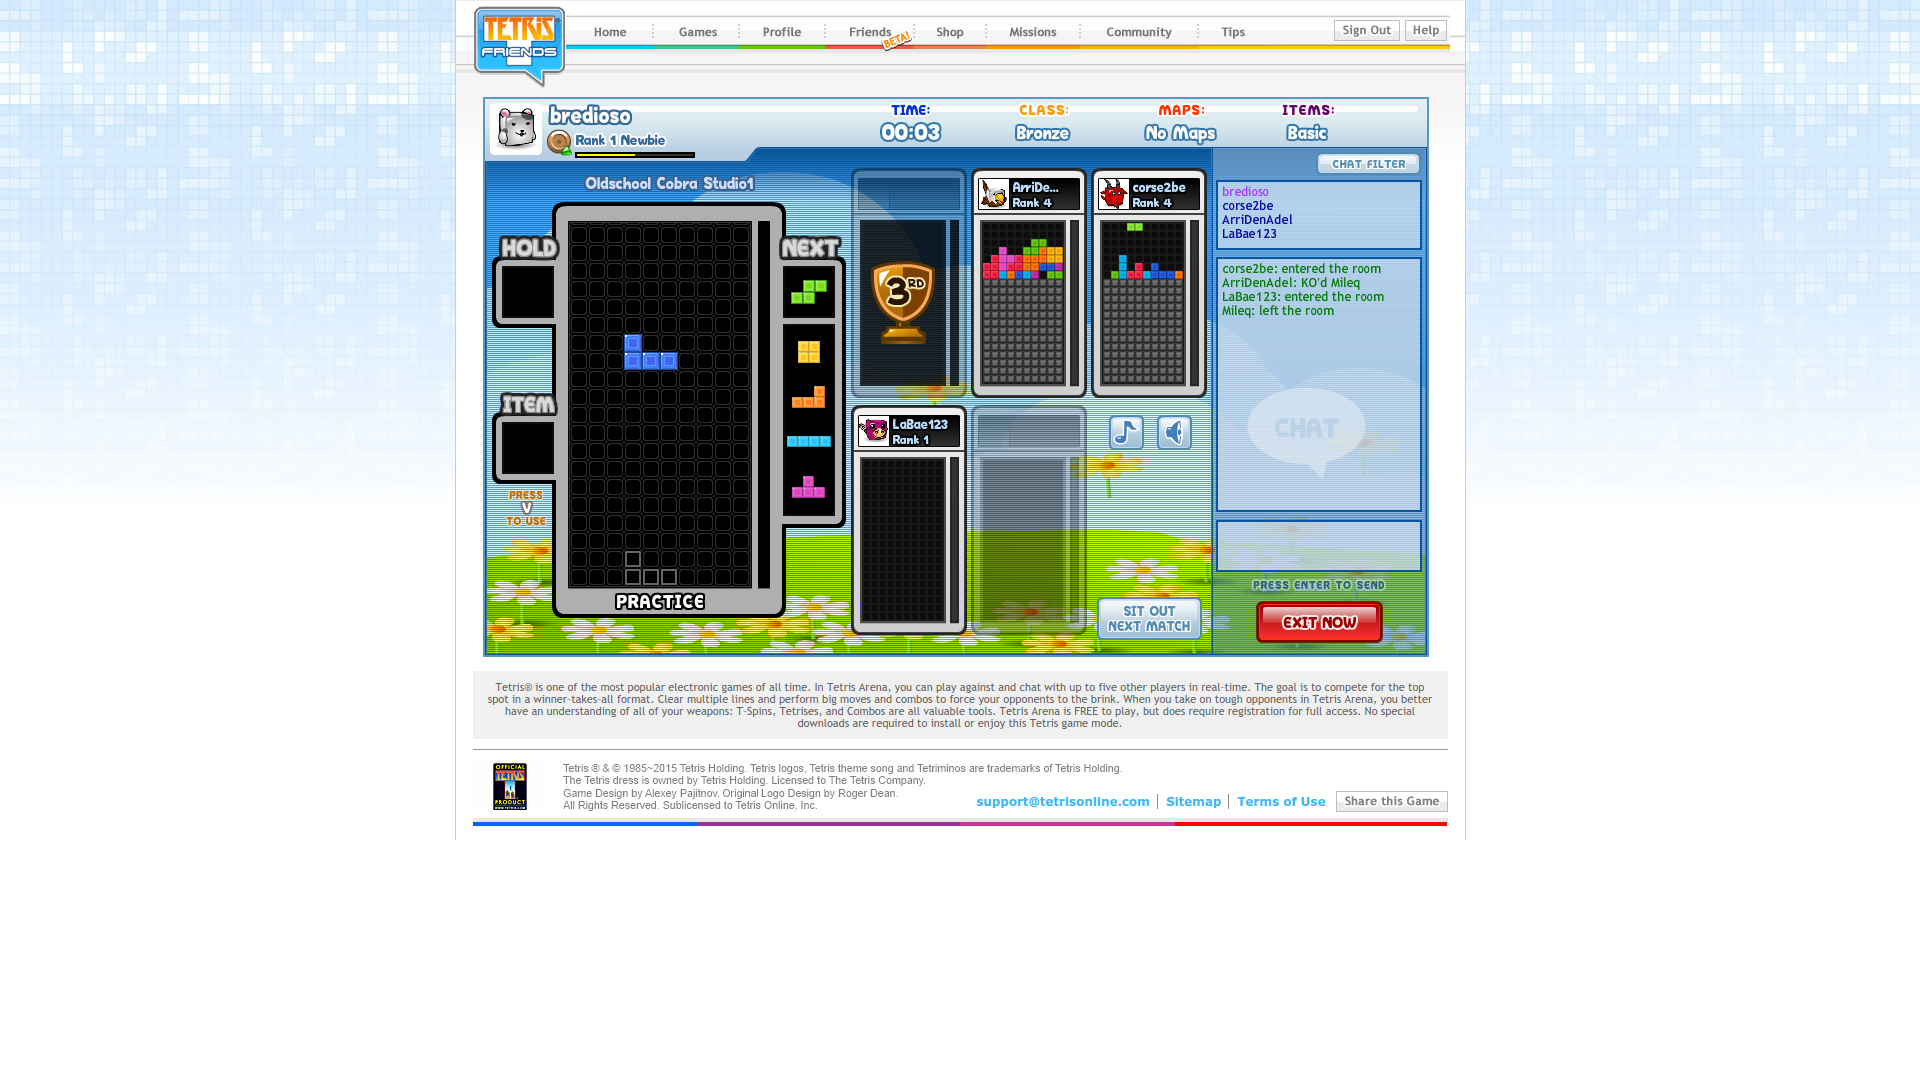 TETRIS
FRIENDS
Home
Games
Profile
Friends
BETA!
Shop
Missions
Community
Tips
Sign Out
Help
bredioso
Rank 1 Newbie
TIME:
00:03
CLASS:
Bronze
MAPS:
No Maps
ITEMS:
Basic
Oldschool Cobra Studio1
HOLD
NEXT
ITEM
PRESS
V
TO USE
PRACTICE
3RD
ArriDe...
Rank 4
corse2be
Rank 4
LaBae123
Rank 1
SIT OUT
NEXT MATCH
CHAT FILTER
bredioso
corse2be
ArriDenAdel
LaBae123
corse2be: entered the room
ArriDenAdel: KO'd Mileq
LaBae123: entered the room
Mileq: left the room
CHAT
PRESS ENTER TO SEND
EXIT NOW
Tetris® is one of the most popular electronic games of all time. In Tetris Arena, you can play against and chat with up to five other players in real-time. The goal is to compete for the top
spot in a winner-takes-all format. Clear multiple lines and perform big moves and combos to force your opponents to the brink. When you take on tough opponents in Tetris Arena, you better
have an understanding of all of your weapons: T-Spins, Tetrises, and Combos are all valuable tools. Tetris Arena is FREE to play, but does require registration for full access. No special
downloads are required to install or enjoy this Tetris game mode.
OFFICIAL
TETRIS
PRODUCT
WWW.TETRIS.COM
Tetris ® & © 1985~2015 Tetris Holding. Tetris logos, Tetris theme song and Tetriminos are trademarks of Tetris Holding.
The Tetris dress is owned by Tetris Holding. Licensed to The Tetris Company.
Game Design by Alexey Pajitnov. Original Logo Design by Roger Dean.
All Rights Reserved. Sublicensed to Tetris Online, Inc.
support@tetrisonline.com
Sitemap
Terms of Use
Share this Game